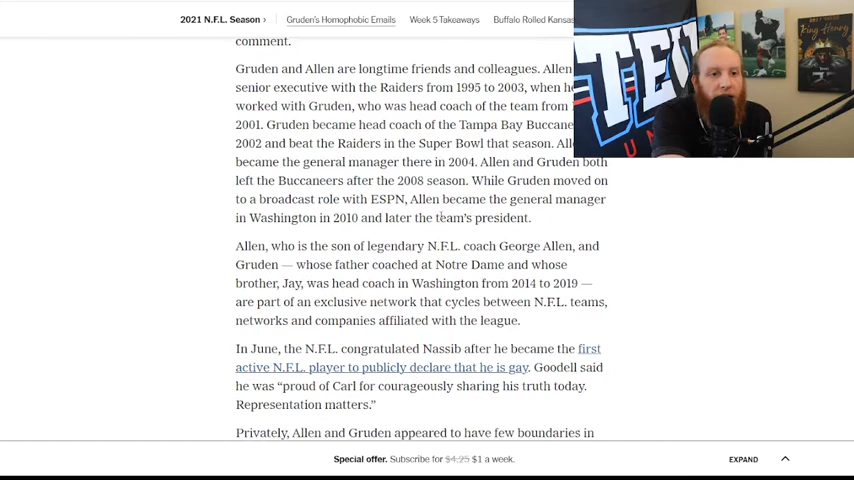 2021 N.F.L. Season › Gruden's Homophobic Emails Week 5 Takeaways Buffalo Rolled Kansas
comment.
Gruden and Allen are longtime friends and colleagues. Allen
senior executive with the Raiders from 1995 to 2003, when he
worked with Gruden, who was head coach of the team from
2001. Gruden became head coach of the Tampa Bay Buccane
2002 and beat the Raiders in the Super Bowl that season. All
became the general manager there in 2004. Allen and Gruden both
left the Buccaneers after the 2008 season. While Gruden moved on
to a broadcast role with ESPN, Allen became the general manager
in Washington in 2010 and later the team's president.
Allen, who is the son of legendary N.F.L. coach George Allen, and
Gruden — whose father coached at Notre Dame and whose
brother, Jay, was head coach in Washington from 2014 to 2019 —
are part of an exclusive network that cycles between N.F.L. teams,
networks and companies affiliated with the league.
In June, the N.F.L. congratulated Nassib after he became the first
active N.F.L. player to publicly declare that he is gay. Goodell said
he was “proud of Carl for courageously sharing his truth today.
Representation matters.”
Privately, Allen and Gruden appeared to have few boundaries in
Special offer. Subscribe for $4.25 $1 a week.
EXPAND
TEN
U
King Henry